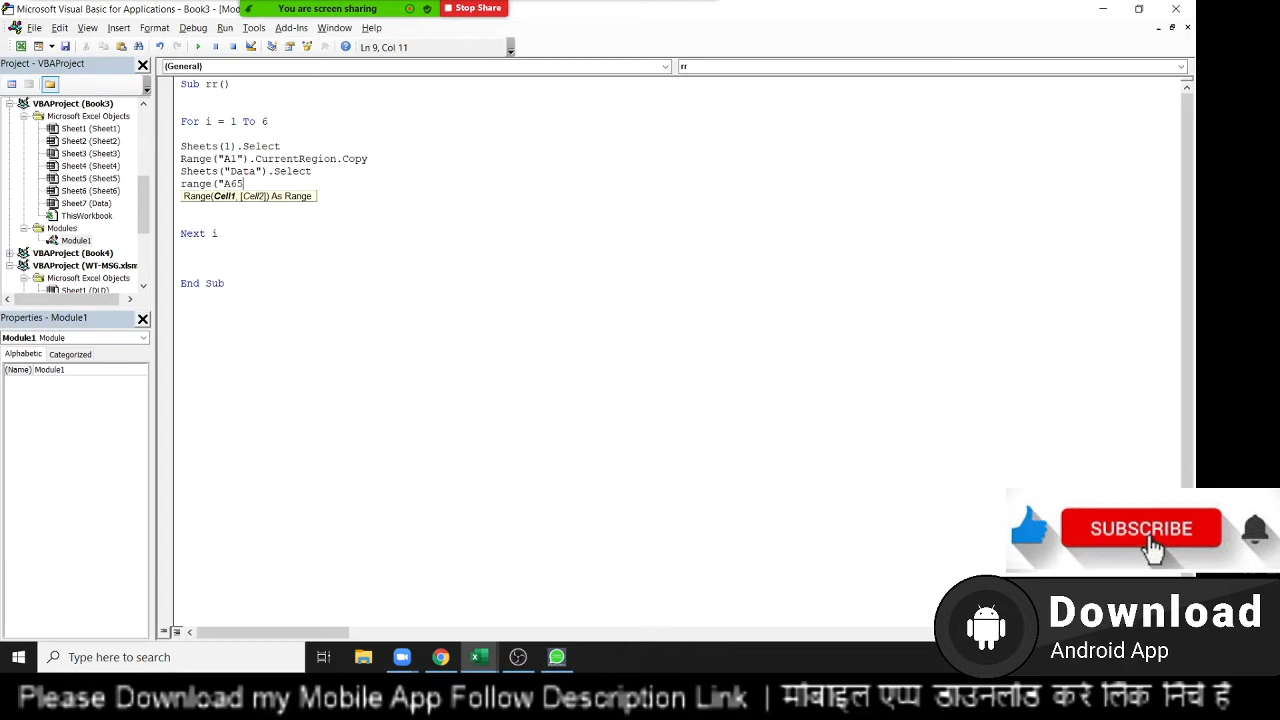 Microsoft Visual Basic for Applications - Book3 - [Mod
You are screen sharing
Stop Share
File Edit View Insert Format Debug Run Tools Add-Ins Window Help
Ln 9, Col 11
Project - VBAProject
(General)
rr
VBAProject (Book3)
Microsoft Excel Objects
Sheet1 (Sheet1)
Sheet2 (Sheet2)
Sheet3 (Sheet3)
Sheet4 (Sheet4)
Sheet5 (Sheet5)
Sheet6 (Sheet6)
Sheet7 (Data)
ThisWorkbook
Modules
Module1
VBAProject (Book4)
VBAProject (WT-MSG.xlsm
Microsoft Excel Objects
Sheet1 (DLD)
Properties - Module1
Module1 Module
Alphabetic Categorized
(Name) Module1
Sub rr()
For i = 1 To 6
Sheets(1).Select
Range("A1").CurrentRegion.Copy
Sheets("Data").Select
range("A65
Range(Cell1, [Cell2]) As Range
Next i
End Sub
SUBSCRIBE
Download
Android App
Type here to search
Please Download my Mobile App Follow Description Link | मोबाइल एप्प डाउनलोड करे लिंक निचे है